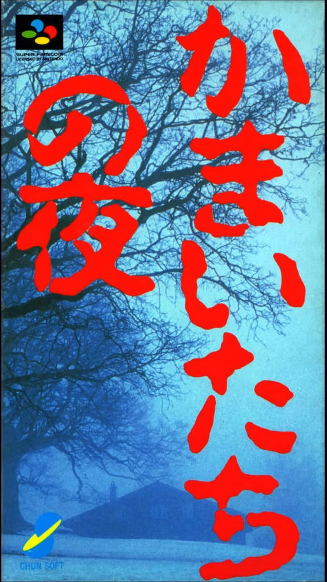 かまいたち
の夜
SUPER FAMICOM
LICENSED BY NINTENDO
CHUN SOFT